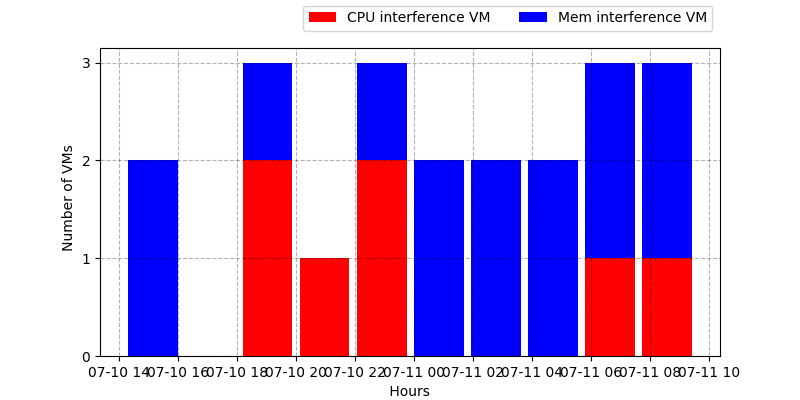 CPU interference VM Mem interference VM
3
2
1
0
Number of VMs
07-10 14 07-10 16 07-10 18 07-10 20 07-10 22 07-11 00 07-11 02 07-11 04 07-11 06 07-11 08 07-11 10
Hours